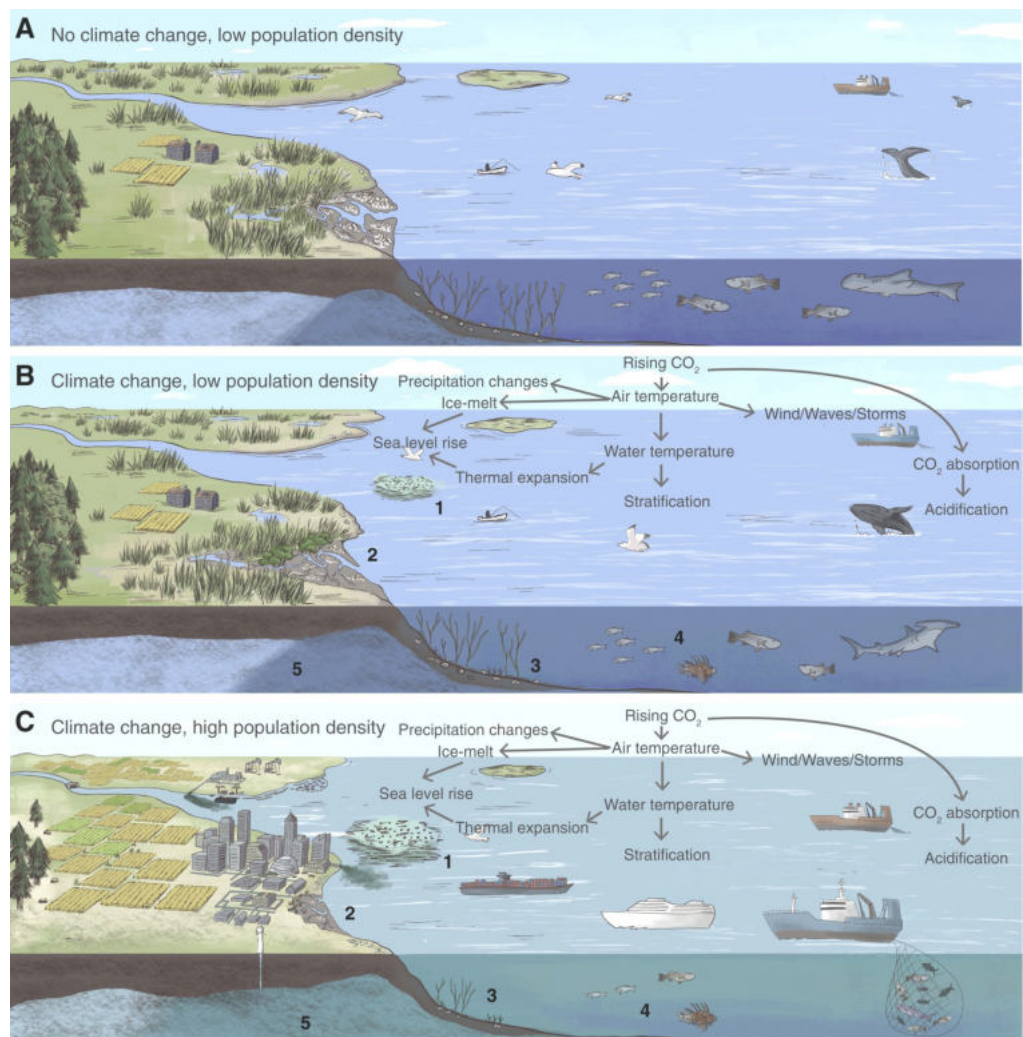 A No climate change, low population density
B Climate change, low population density
Rising CO₂
Precipitation changes
Air temperature
Ice-melt
Wind/Waves/Storms
Sea level rise
Water temperature
CO₂ absorption
Thermal expansion
Stratification
1
Acidification
2
4
3
5
C Climate change, high population density
Rising CO₂
Precipitation changes
Air temperature
Ice-melt
Wind/Waves/Storms
Sea level rise
Water temperature
CO₂ absorption
Thermal expansion
Stratification
1
Acidification
2
3
4
5